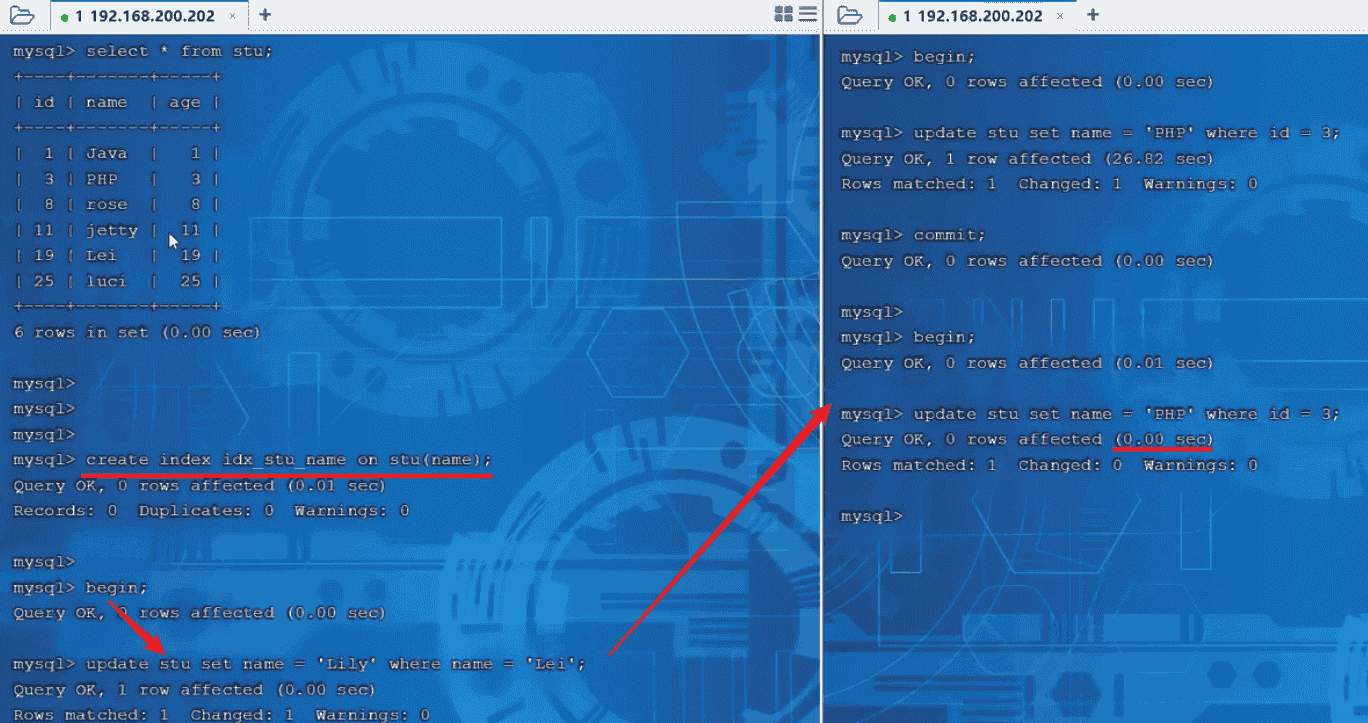 1 192.168.200.202 × +
mysql> select * from stu;
+----+-------+-----+
| id | name  | age |
+----+-------+-----+
|  1 | Java  |   1 |
|  3 | PHP   |   3 |
|  8 | rose  |   8 |
| 11 | jetty |  11 |
| 19 | Lei   |  19 |
| 25 | luci  |  25 |
+----+-------+-----+
6 rows in set (0.00 sec)
mysql>
mysql>
mysql>
mysql> create index idx_stu_name on stu(name);
Query OK, 0 rows affected (0.01 sec)
Records: 0  Duplicates: 0  Warnings: 0
mysql>
mysql> begin;
Query OK, 0 rows affected (0.00 sec)
mysql> update stu set name = 'Lily' where name = 'Lei';
Query OK, 1 row affected (0.00 sec)
Rows matched: 1  Changed: 1  Warnings: 0
1 192.168.200.202 × +
mysql> begin;
Query OK, 0 rows affected (0.00 sec)
mysql> update stu set name = 'PHP' where id = 3;
Query OK, 1 row affected (26.82 sec)
Rows matched: 1  Changed: 1  Warnings: 0
mysql> commit;
Query OK, 0 rows affected (0.00 sec)
mysql>
mysql> begin;
Query OK, 0 rows affected (0.01 sec)
mysql> update stu set name = 'PHP' where id = 3;
Query OK, 0 rows affected (0.00 sec)
Rows matched: 1  Changed: 0  Warnings: 0
mysql>